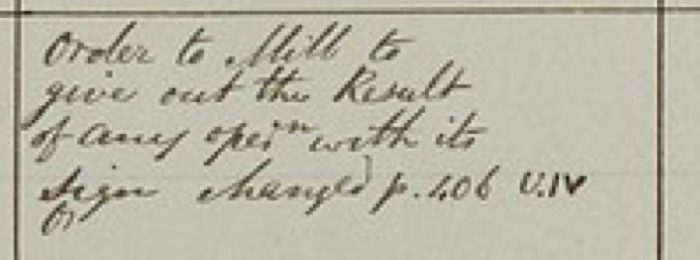 Order to Mill to
give out the Result
of any opern with its
sign changed p. 406 V.IV